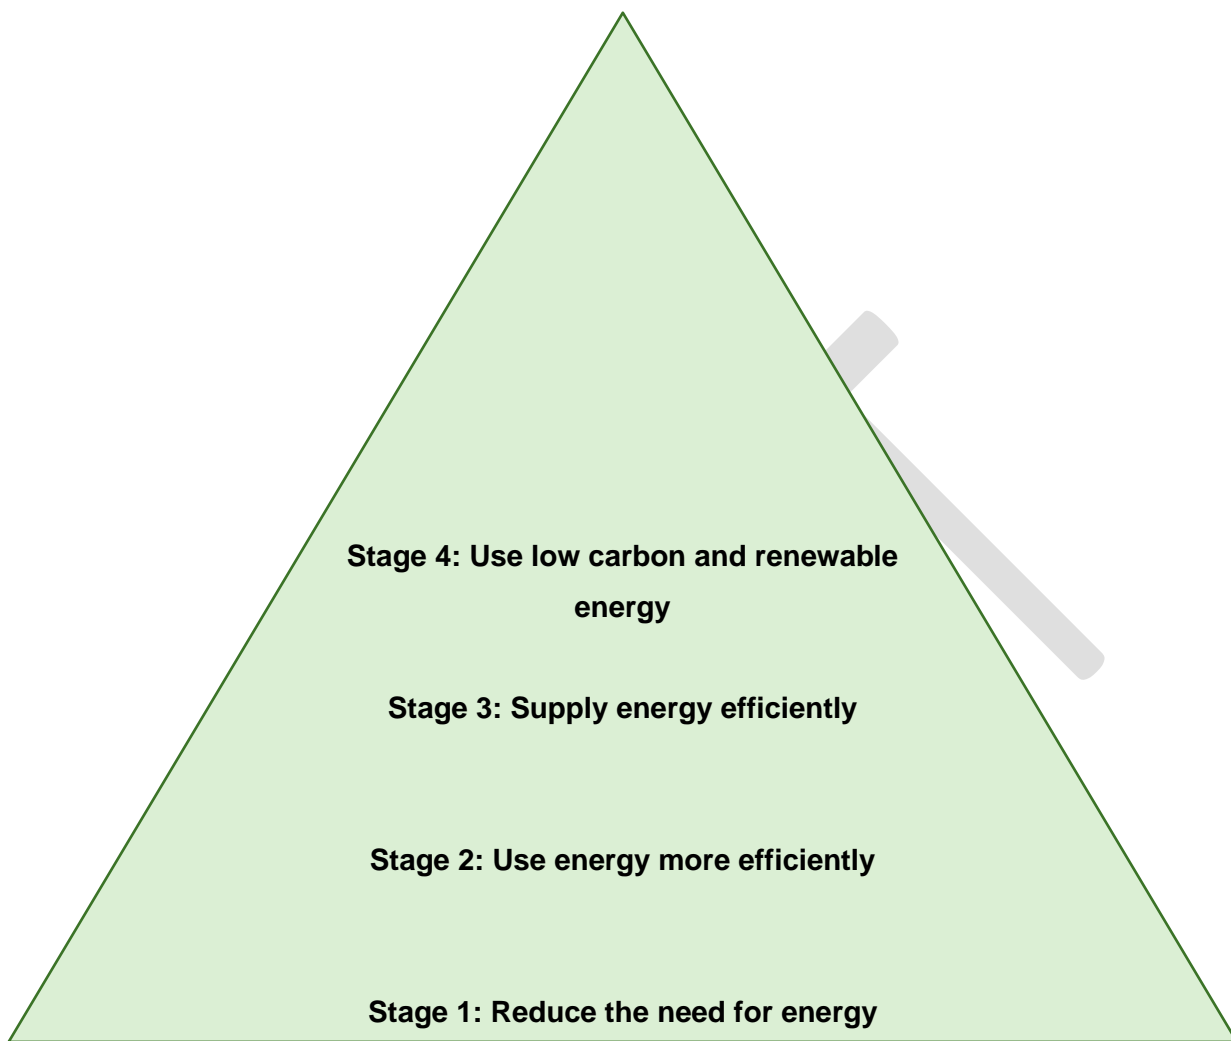 Stage 4: Use low carbon and renewable
energy
Stage 3: Supply energy efficiently
Stage 2: Use energy more efficiently
Stage 1: Reduce the need for energy